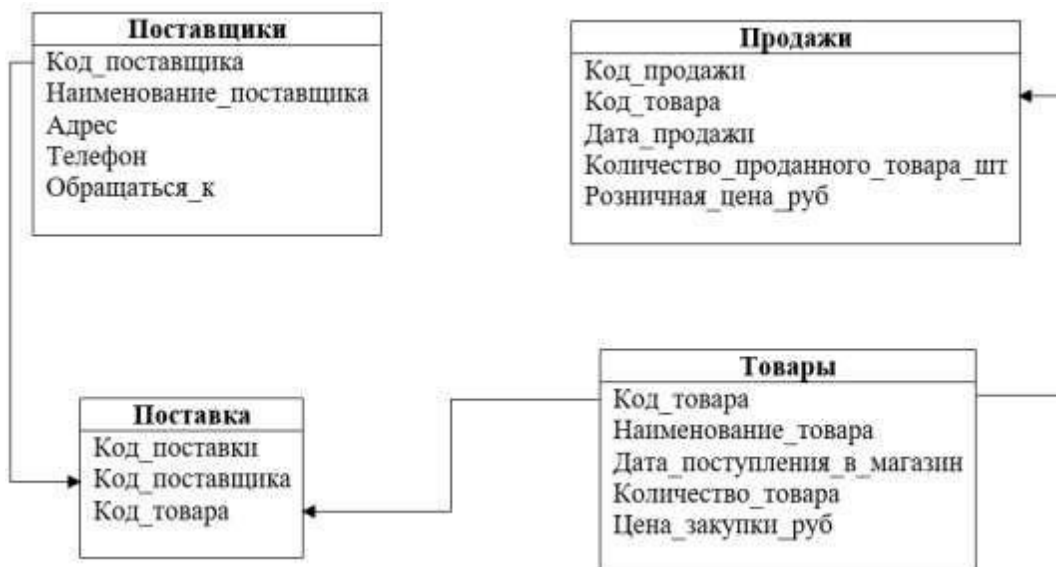 Поставщики
Код_поставщика
Наименование_поставщика
Адрес
Телефон
Обращаться_к
Продажи
Код_продажи
Код_товара
Дата_продажи
Количество_проданного_товара_шт
Розничная_цена_руб
Поставка
Код_поставки
Код_поставщика
Код_товара
Товары
Код_товара
Наименование_товара
Дата_поступления_в_магазин
Количество_товара
Цена_закупки_руб